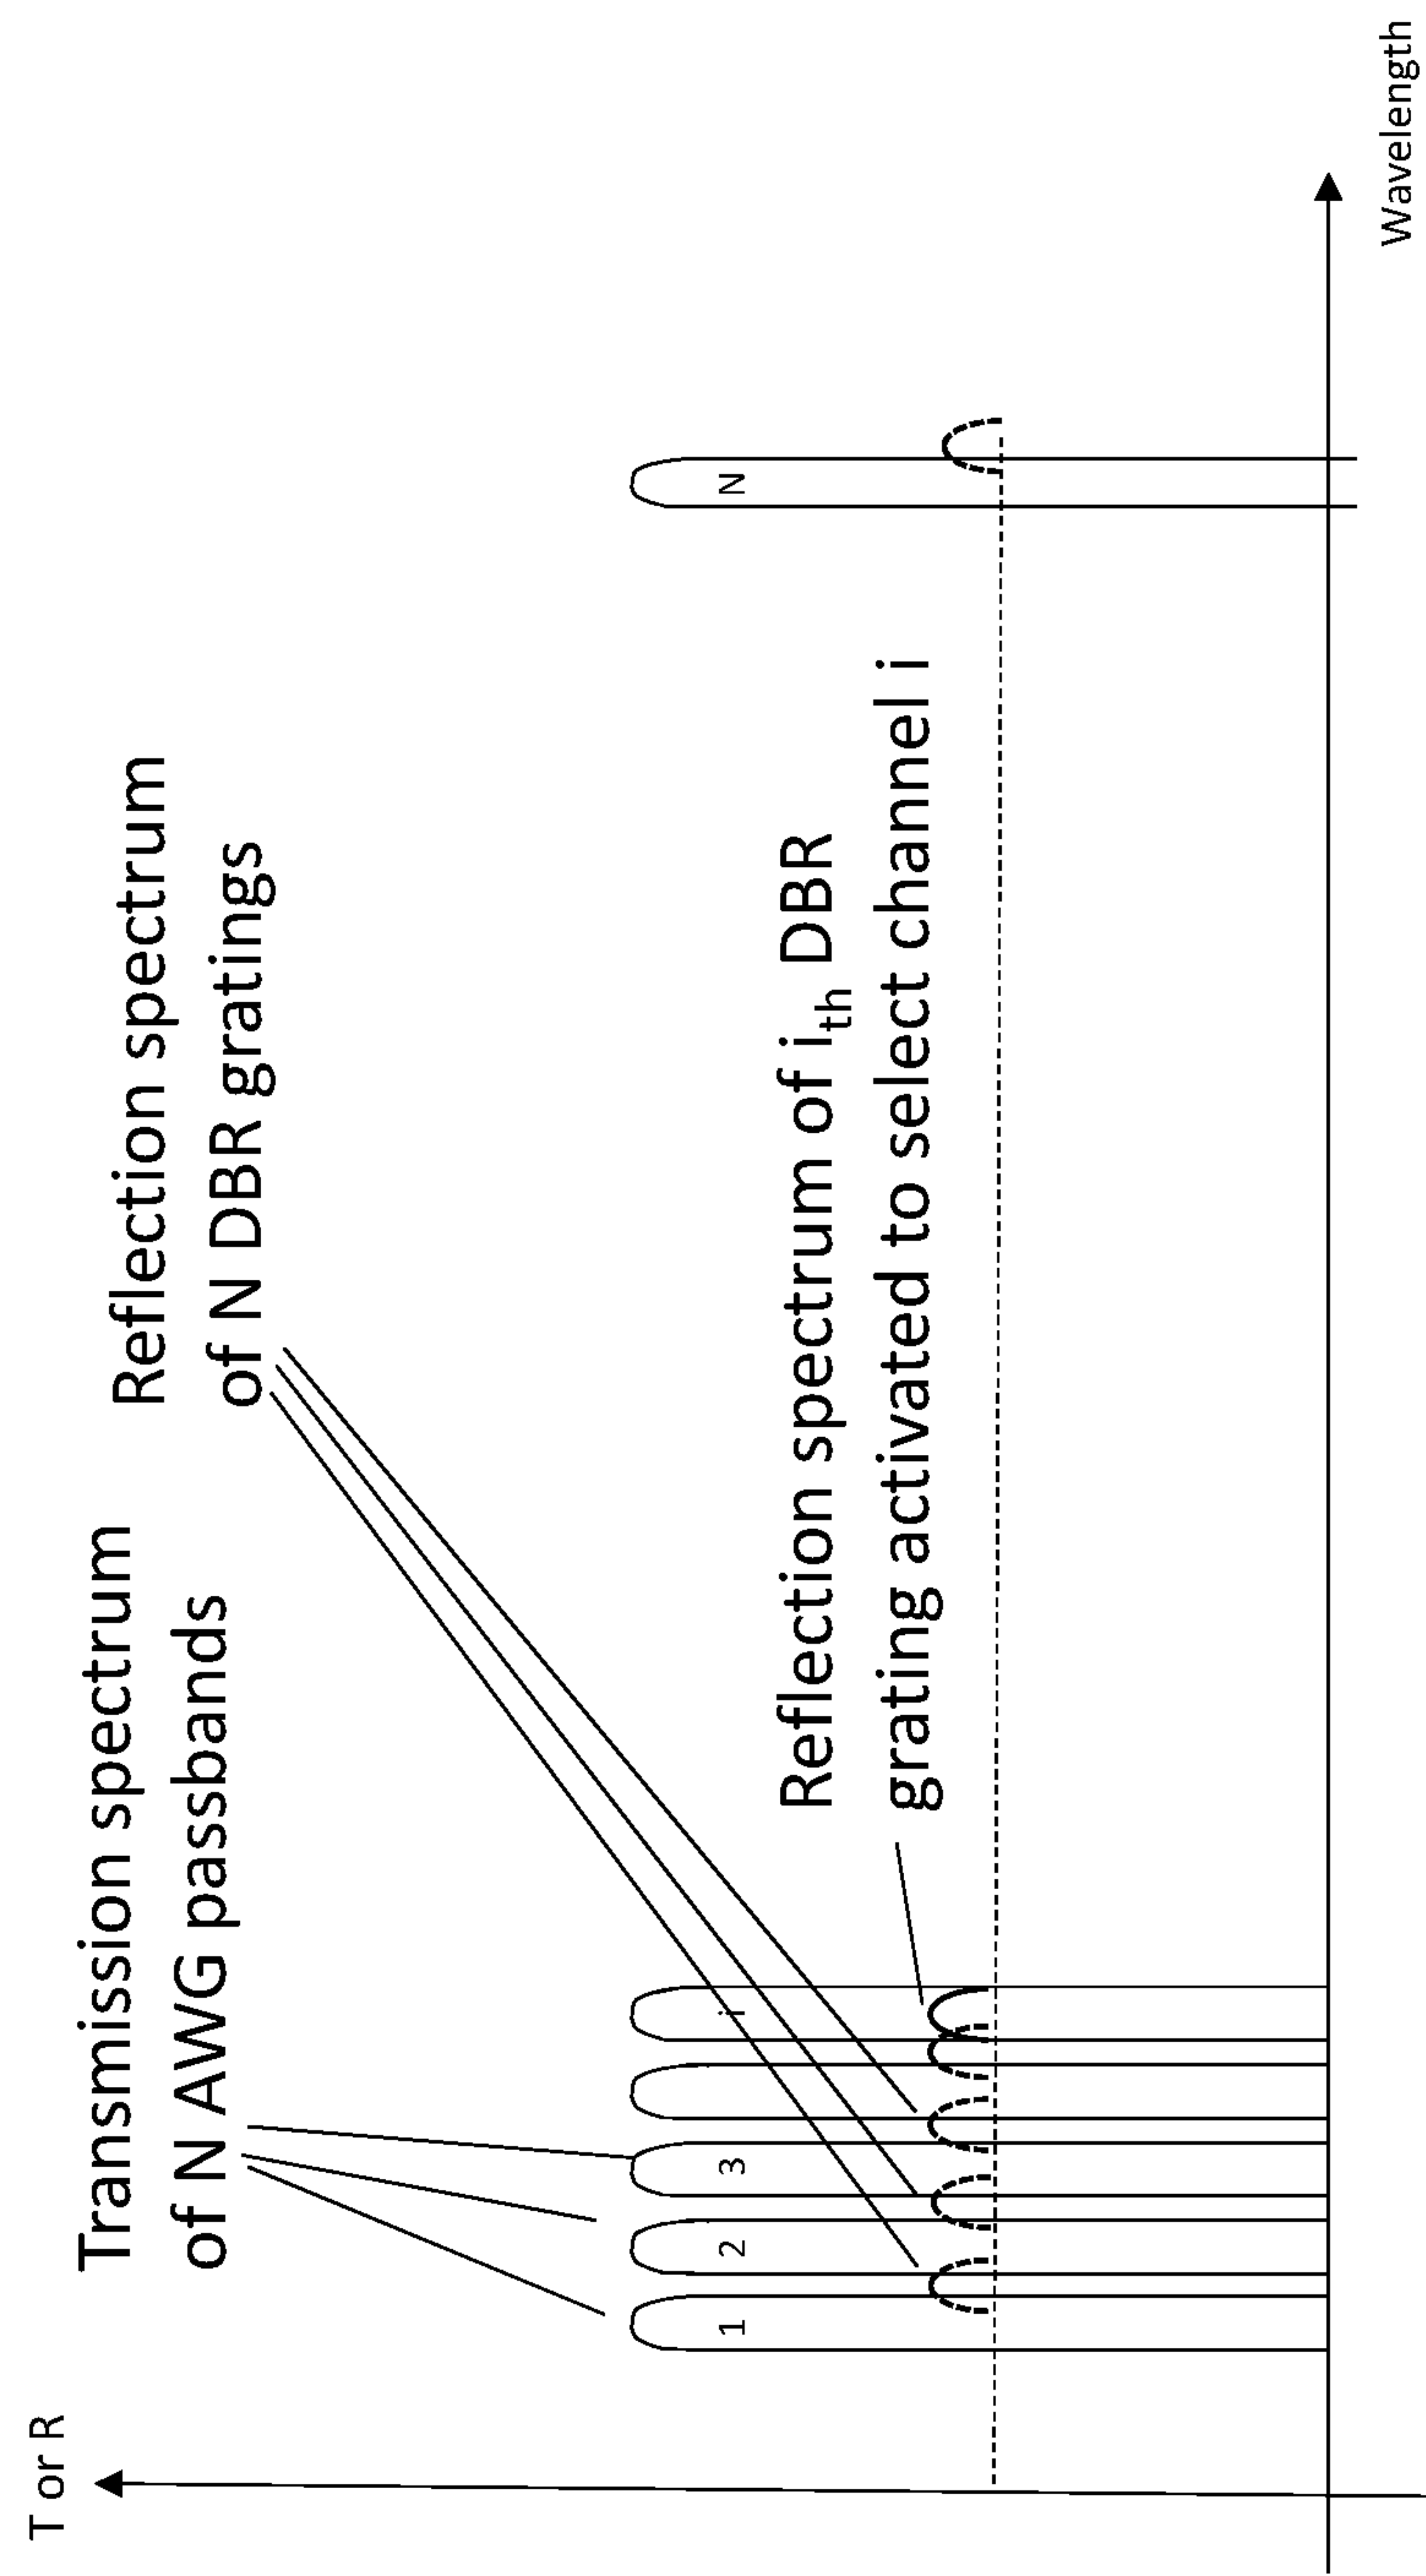 T or R
Transmission spectrum
of N AWG passbands
Reflection spectrum
of N DBR gratings
1
2
3
i
N
Reflection spectrum of ith DBR
grating activated to select channel i
Wavelength